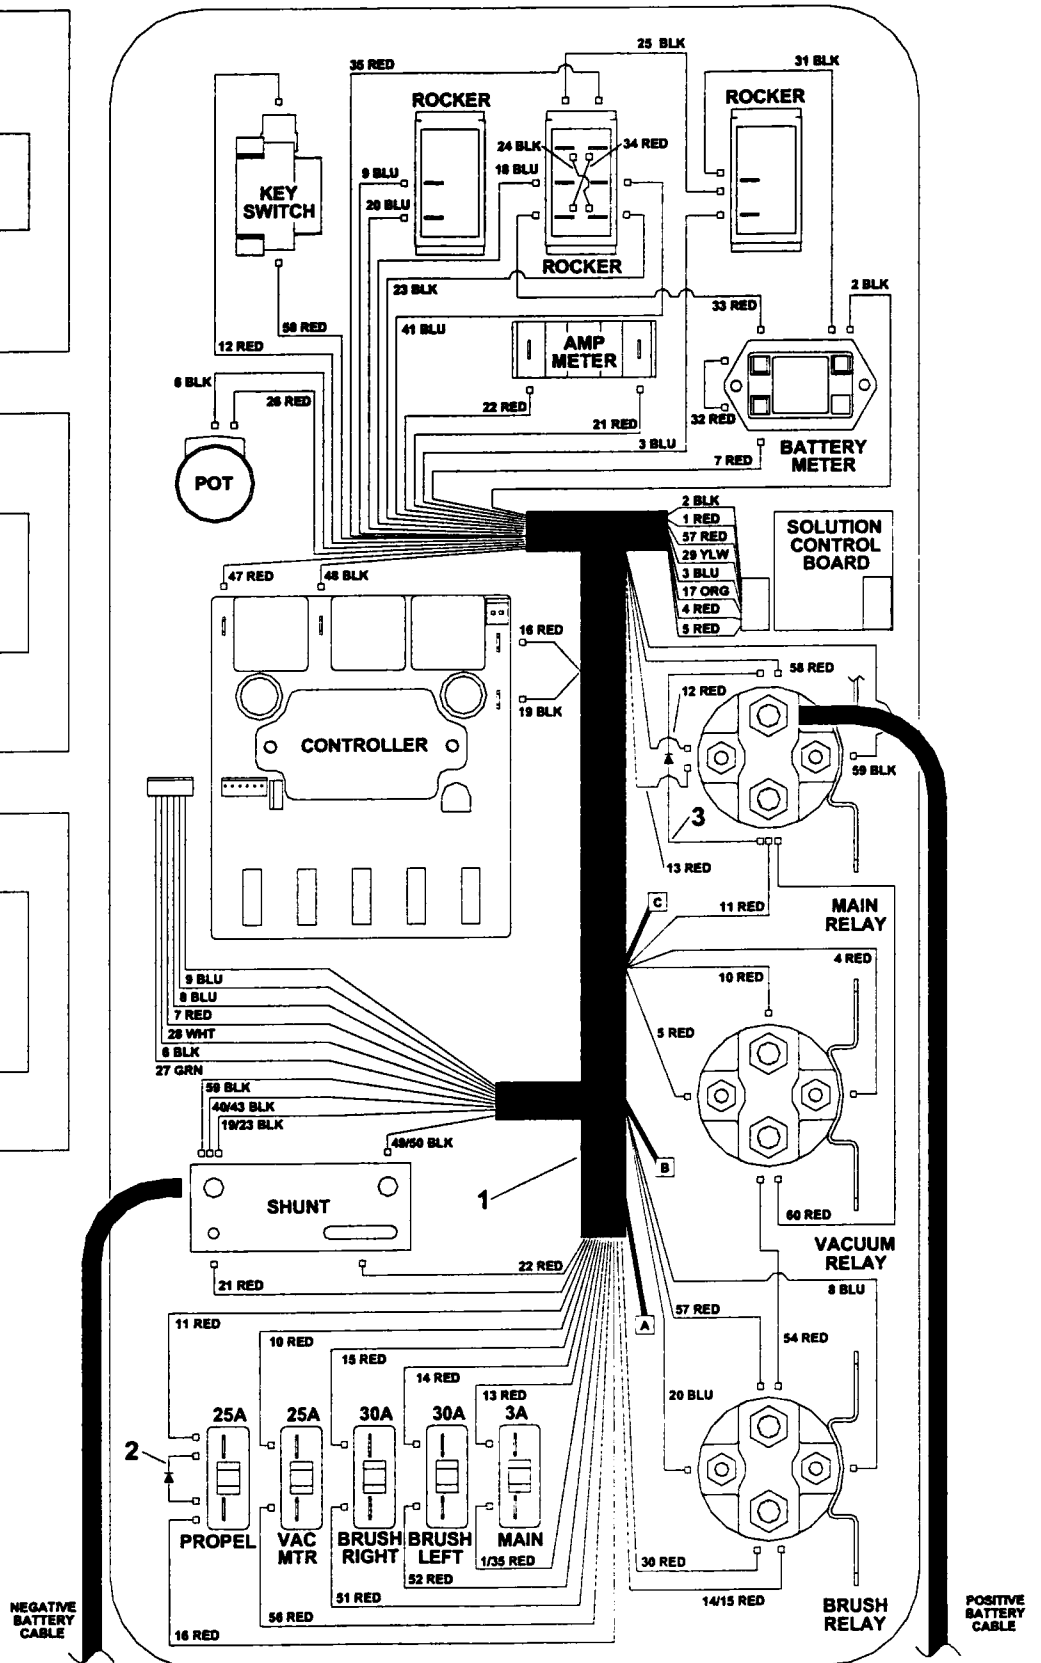 25 BLK
35 RED
31 BLK
ROCKER
ROCKER
24 BLK
34 RED
9 BLU
18 BLU
KEY
SWITCH
20 BLU
ROCKER
23 BLK
2 BLK
33 RED
58 RED
41 BLU
12 RED
AMP
METER
6 BLK
26 RED
22 RED
32 RED
21 RED
3 BLU
BATTERY
METER
7 RED
POT
2 BLK
1 RED
57 RED
29 YLW
3 BLU
17 ORG
4 RED
5 RED
SOLUTION
CONTROL
BOARD
47 RED
48 BLK
16 RED
58 RED
12 RED
19 BLK
CONTROLLER
59 BLK
3
13 RED
C
11 RED
MAIN
RELAY
4 RED
10 RED
9 BLU
8 BLU
7 RED
28 WHT
6 BLK
27 GRN
5 RED
59 BLK
40/43 BLK
19/23 BLK
49/50 BLK
B
1
SHUNT
60 RED
VACUUM
RELAY
22 RED
21 RED
8 BLU
57 RED
A
54 RED
11 RED
10 RED
15 RED
14 RED
13 RED
20 BLU
25A
25A
30A
30A
3A
2
PROPEL
VAC
MTR
BRUSH
RIGHT
BRUSH
LEFT
MAIN
1/35 RED
52 RED
51 RED
56 RED
16 RED
30 RED
14/15 RED
BRUSH
RELAY
NEGATIVE
BATTERY
CABLE
POSITIVE
BATTERY
CABLE